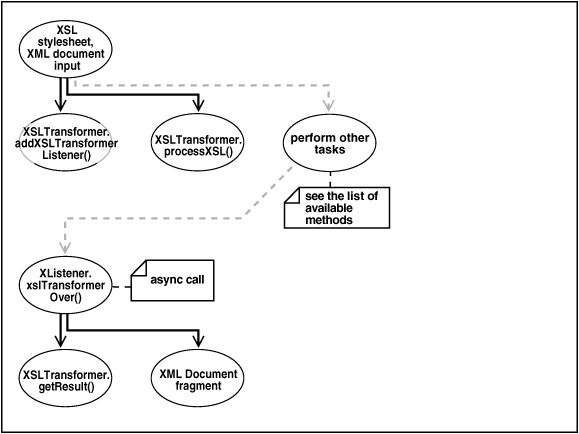 XSL
stylesheet,
XML document
input
XSLTransformer.
addXSLTransformer
Listener()
XSLTransformer.
processXSL()
perform other
tasks
see the list of
available
methods
XListener.
xslTransformer
Over()
async call
XSLTransformer.
getResult()
XML Document
fragment